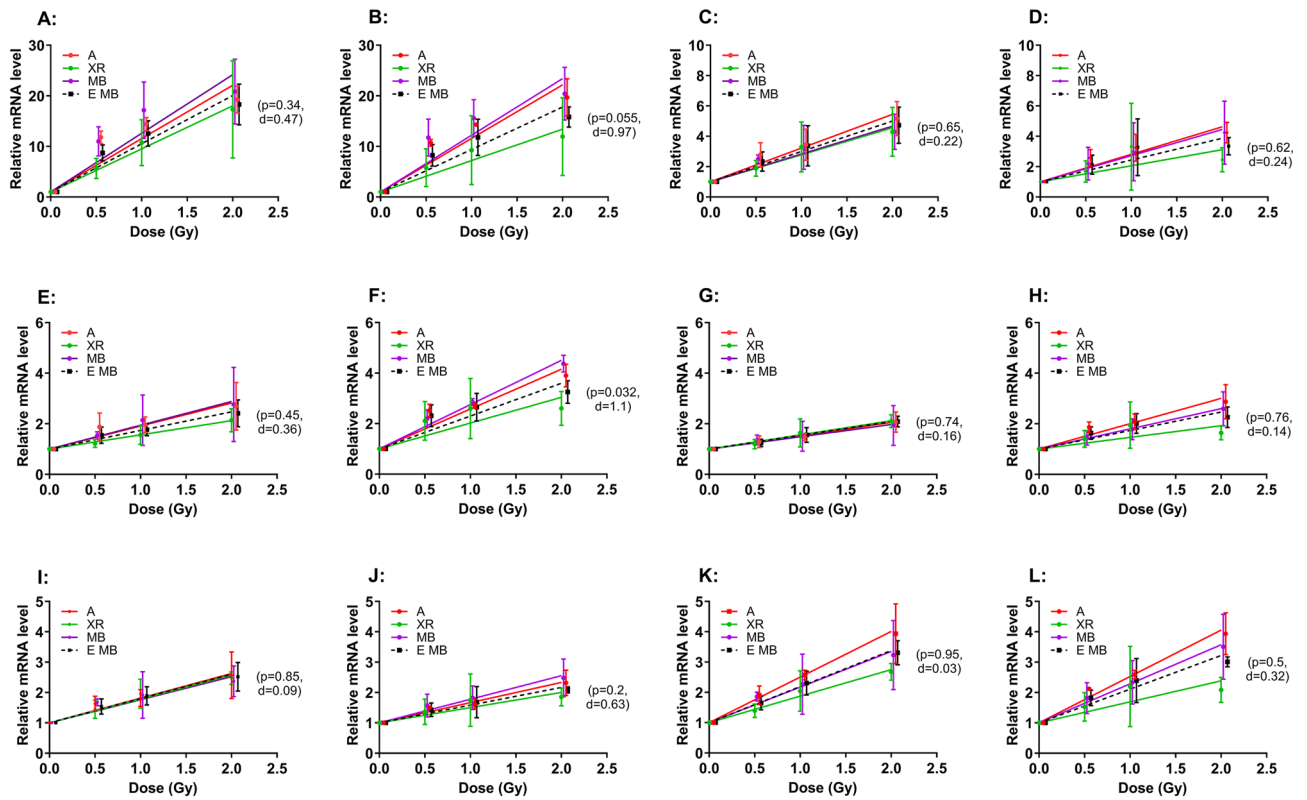 A:
Relative mRNA level
30
20
10
0
A
XR
MB
E MB
(p=0.34,
d=0.47)
0.0 0.5 1.0 1.5 2.0 2.5
Dose (Gy)
B:
Relative mRNA level
30
20
10
0
A
XR
MB
E MB
(p=0.055,
d=0.97)
0.0 0.5 1.0 1.5 2.0 2.5
Dose (Gy)
C:
Relative mRNA level
10
8
6
4
2
0
A
XR
MB
E MB
(p=0.65,
d=0.22)
0.0 0.5 1.0 1.5 2.0 2.5
Dose (Gy)
D:
Relative mRNA level
10
8
6
4
2
0
A
XR
MB
E MB
(p=0.62,
d=0.24)
0.0 0.5 1.0 1.5 2.0 2.5
Dose (Gy)
E:
Relative mRNA level
6
4
2
0
A
XR
MB
E MB
(p=0.45,
d=0.36)
0.0 0.5 1.0 1.5 2.0 2.5
Dose (Gy)
F:
Relative mRNA level
6
4
2
0
A
XR
MB
E MB
(p=0.032,
d=1.1)
0.0 0.5 1.0 1.5 2.0 2.5
Dose (Gy)
G:
Relative mRNA level
6
4
2
0
A
XR
MB
E MB
(p=0.74,
d=0.16)
0.0 0.5 1.0 1.5 2.0 2.5
Dose (Gy)
H:
Relative mRNA level
6
4
2
0
A
XR
MB
E MB
(p=0.76,
d=0.14)
0.0 0.5 1.0 1.5 2.0 2.5
Dose (Gy)
I:
Relative mRNA level
5
4
3
2
1
0
A
XR
MB
E MB
(p=0.85,
d=0.09)
0.0 0.5 1.0 1.5 2.0 2.5
Dose (Gy)
J:
Relative mRNA level
5
4
3
2
1
0
A
XR
MB
E MB
(p=0.2,
d=0.63)
0.0 0.5 1.0 1.5 2.0 2.5
Dose (Gy)
K:
Relative mRNA level
5
4
3
2
1
0
A
XR
MB
E MB
(p=0.95,
d=0.03)
0.0 0.5 1.0 1.5 2.0 2.5
Dose (Gy)
L:
Relative mRNA level
5
4
3
2
1
0
A
XR
MB
E MB
(p=0.5,
d=0.32)
0.0 0.5 1.0 1.5 2.0 2.5
Dose (Gy)